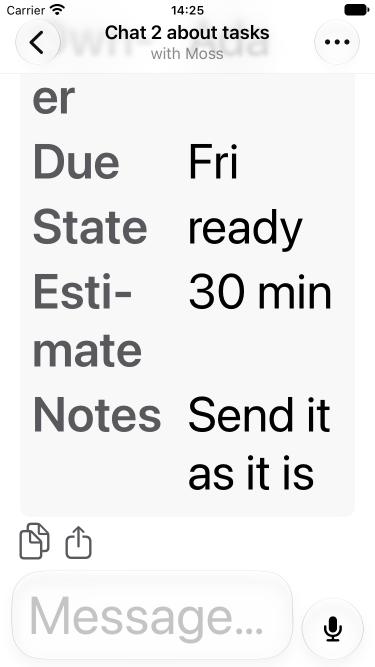 Carrier 14:25
Chat 2 about tasks
with Moss
er
Due Fri
State ready
Esti-
mate 30 min
Notes Send it
as it is
Message...